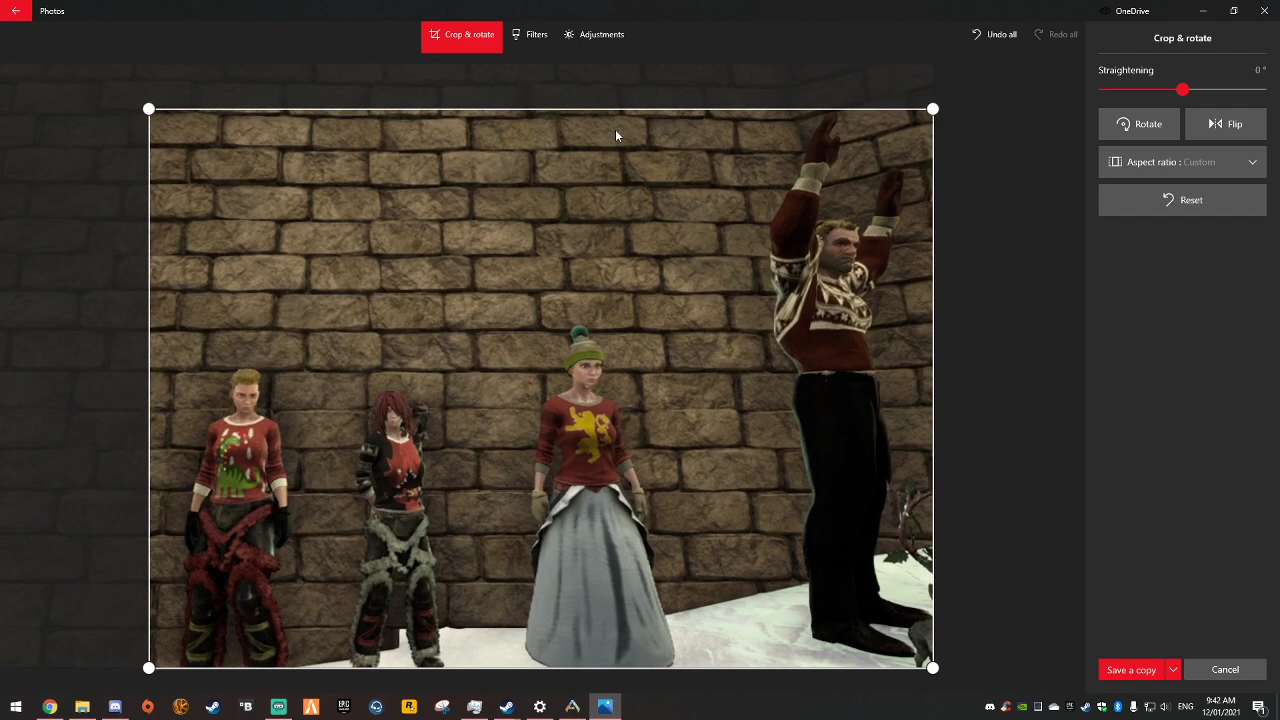 Photos
OneDrive
Crop & rotate
Filters
Adjustments
Undo all
Redo all
Crop & rotate
Straightening 0 °
Rotate
Flip
Aspect ratio : Custom
Reset
Save a copy
Cancel
9:42 AM
12/01/2021